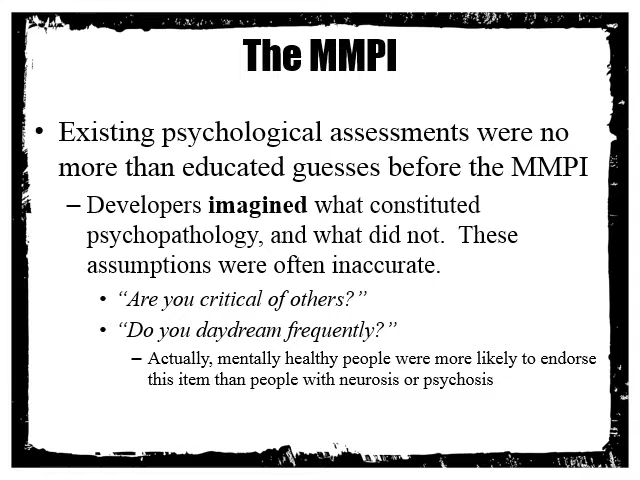 The MMPI
• Existing psychological assessments were no
more than educated guesses before the MMPI
– Developers imagined what constituted
psychopathology, and what did not.  These
assumptions were often inaccurate.
• “Are you critical of others?”
• “Do you daydream frequently?”
– Actually, mentally healthy people were more likely to endorse
this item than people with neurosis or psychosis